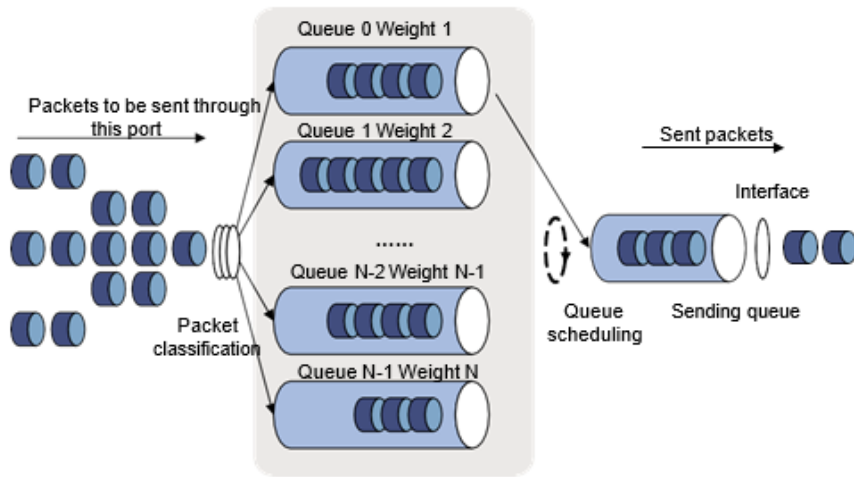 Queue 0 Weight 1
Packets to be sent through
this port
Queue 1 Weight 2
Sent packets
Interface
......
Queue N-2 Weight N-1
Packet
classification
Queue
scheduling
Sending queue
Queue N-1 Weight N